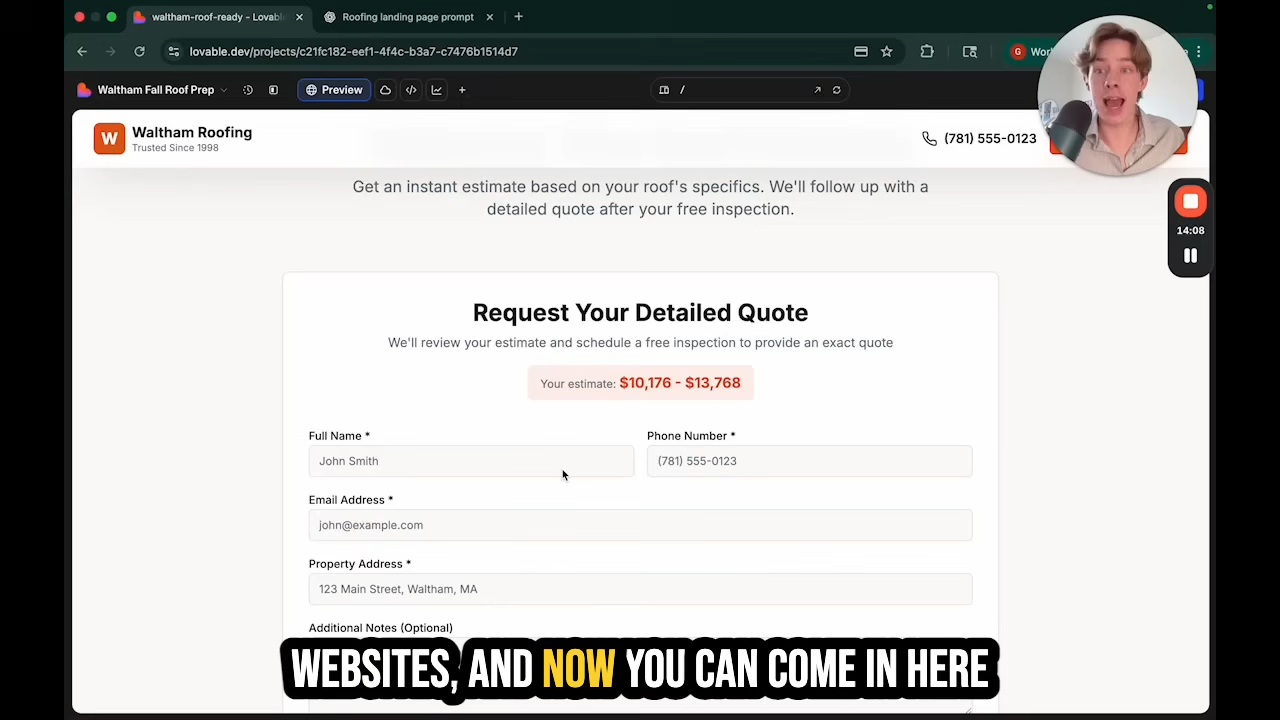 waltham-roof-ready - Lovable
Roofing landing page prompt
lovable.dev/projects/c21fc182-eef1-4f4c-b3a7-c7476b1514d7
G
Waltham Fall Roof Prep
Preview
/
W
Waltham Roofing
Trusted Since 1998
(781) 555-0123
14:08
Get an instant estimate based on your roof's specifics. We'll follow up with a
detailed quote after your free inspection.
Request Your Detailed Quote
We'll review your estimate and schedule a free inspection to provide an exact quote
Your estimate: $10,176 - $13,768
Full Name *
Phone Number *
John Smith
(781) 555-0123
Email Address *
john@example.com
Property Address *
123 Main Street, Waltham, MA
Additional Notes (Optional)
WEBSITES, AND NOW YOU CAN COME IN HERE